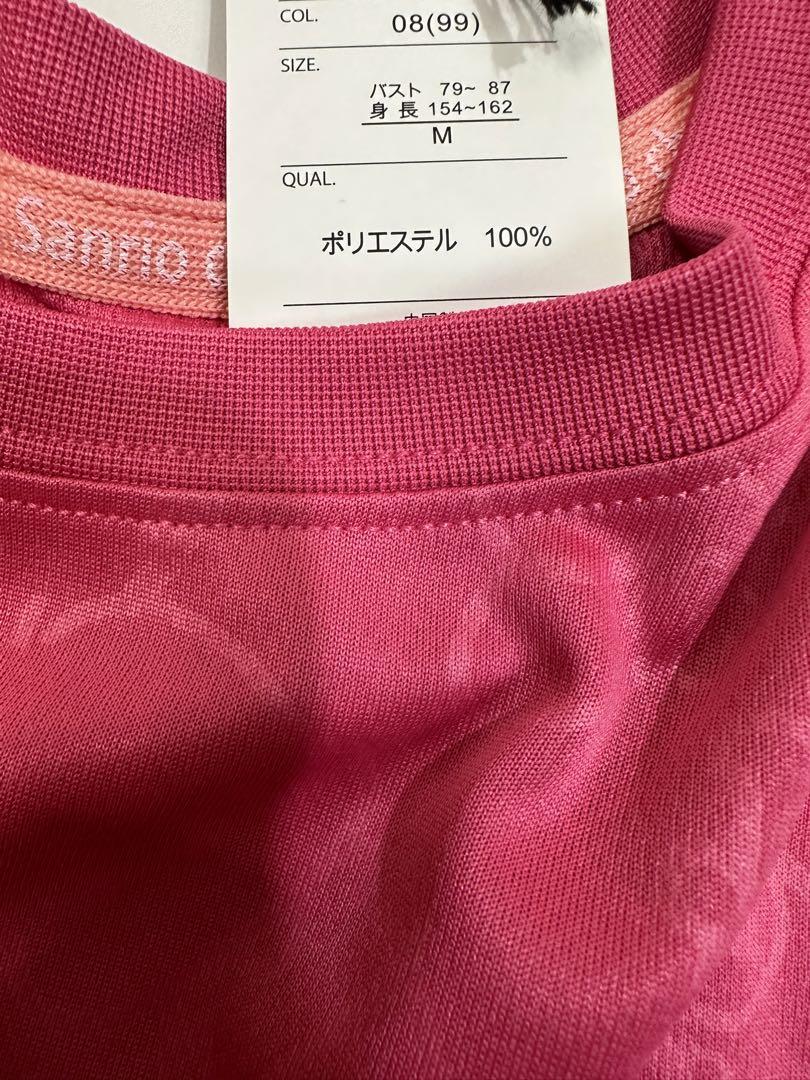 COL. 08(99)
SIZE.
バスト 79~ 87
身長 154~162
M
QUAL.
ポリエステル 100%
Sanrio